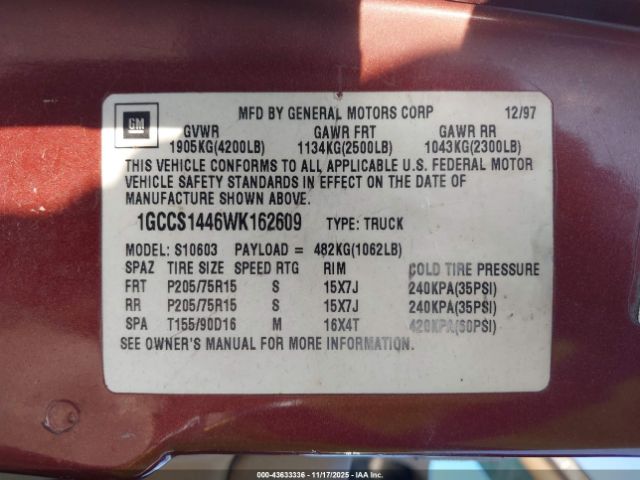 GM
MFD BY GENERAL MOTORS CORP 12/97
GVWR GAWR FRT GAWR RR
1905KG(4200LB) 1134KG(2500LB) 1043KG(2300LB)
THIS VEHICLE CONFORMS TO ALL APPLICABLE U.S. FEDERAL MOTOR
VEHICLE SAFETY STANDARDS IN EFFECT ON THE DATE OF
MANUFACTURE SHOWN ABOVE.
1GCCS1446WK162609 TYPE: TRUCK
MODEL: S10603 PAYLOAD = 482KG(1062LB)
SPAZ TIRE SIZE SPEED RTG RIM COLD TIRE PRESSURE
FRT P205/75R15 S 15X7J 240KPA(35PSI)
RR P205/75R15 S 15X7J 240KPA(35PSI)
SPA T155/90D16 M 16X4T 420KPA(60PSI)
SEE OWNER'S MANUAL FOR MORE INFORMATION.
000-43633336 - 11/17/2025 - IAAI.COM